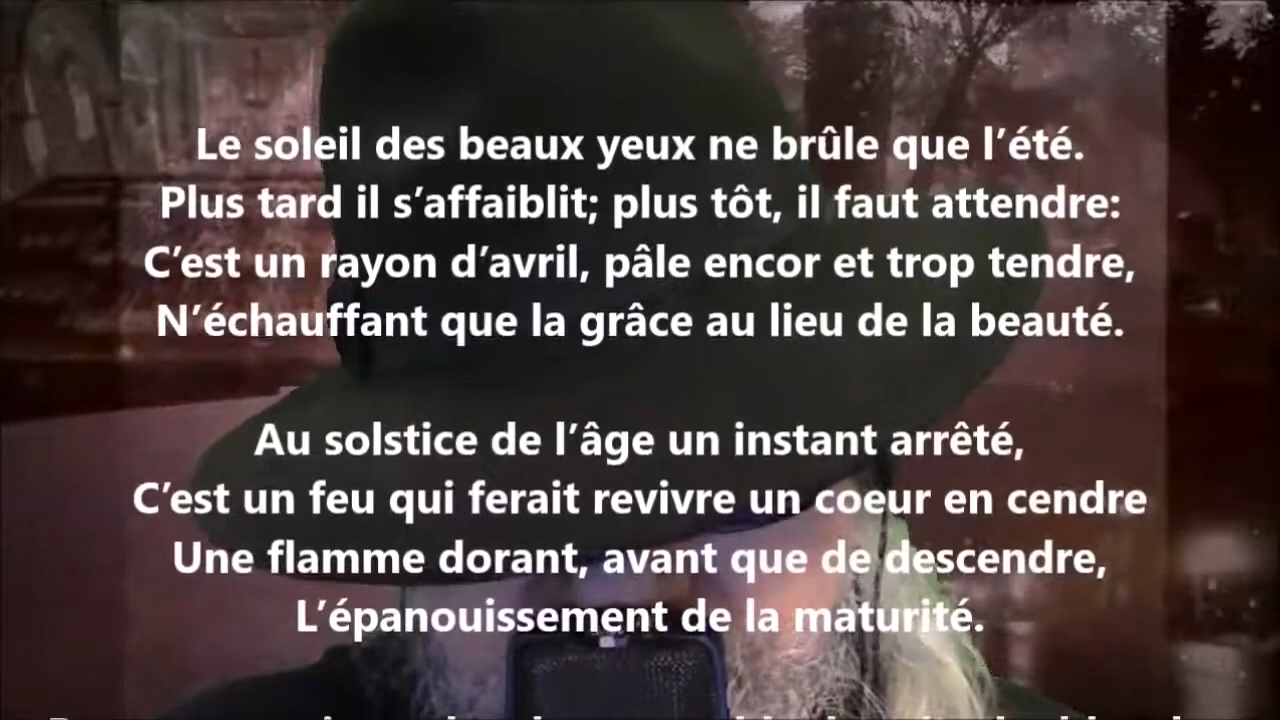 Le soleil des beaux yeux ne brûle que l’été.
Plus tard il s’affaiblit; plus tôt, il faut attendre:
C’est un rayon d’avril, pâle encor et trop tendre,
N’échauffant que la grâce au lieu de la beauté.
Au solstice de l’âge un instant arrêté,
C’est un feu qui ferait revivre un coeur en cendre
Une flamme dorant, avant que de descendre,
L’épanouissement de la maturité.